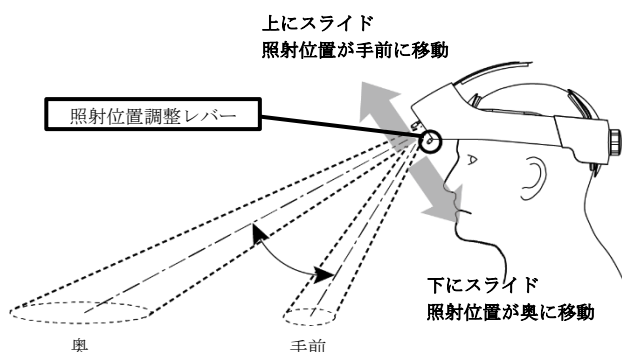 上にスライド
照射位置が手前に移動
照射位置調整レバー
下にスライド
照射位置が奥に移動
奥
手前